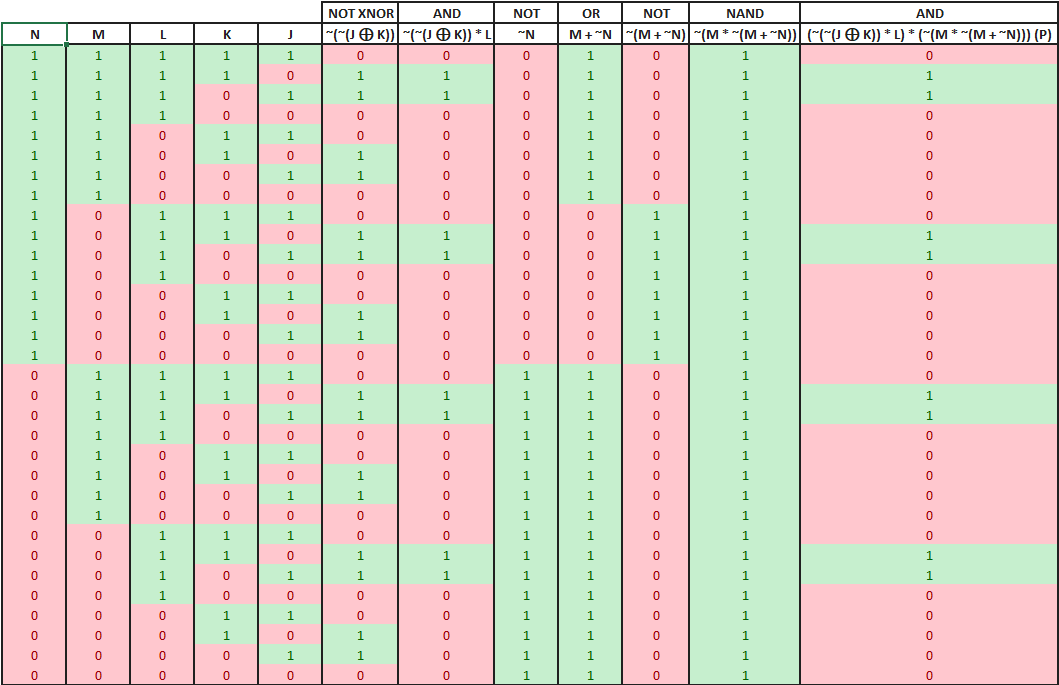 NOT XNOR AND NOT OR NOT NAND AND
N M L K J ~(~(J ⊕ K)) ~(~(J ⊕ K)) * L ~N M + ~N ~(M + ~N) ~(M * ~(M + ~N)) (~(~(J ⊕ K)) * L) * (~(M * ~(M + ~N))) (P)
1 1 1 1 1 0 0 0 1 0 1 0
1 1 1 1 0 1 1 0 1 0 1 1
1 1 1 0 1 1 1 0 1 0 1 1
1 1 1 0 0 0 0 0 1 0 1 0
1 1 0 1 1 0 0 0 1 0 1 0
1 1 0 1 0 1 0 0 1 0 1 0
1 1 0 0 1 1 0 0 1 0 1 0
1 1 0 0 0 0 0 0 1 0 1 0
1 0 1 1 1 0 0 0 0 1 1 0
1 0 1 1 0 1 1 0 0 1 1 1
1 0 1 0 1 1 1 0 0 1 1 1
1 0 1 0 0 0 0 0 0 1 1 0
1 0 0 1 1 0 0 0 0 1 1 0
1 0 0 1 0 1 0 0 0 1 1 0
1 0 0 0 1 1 0 0 0 1 1 0
1 0 0 0 0 0 0 0 0 1 1 0
0 1 1 1 1 0 0 1 1 0 1 0
0 1 1 1 0 1 1 1 1 0 1 1
0 1 1 0 1 1 1 1 1 0 1 1
0 1 1 0 0 0 0 1 1 0 1 0
0 1 0 1 1 0 0 1 1 0 1 0
0 1 0 1 0 1 0 1 1 0 1 0
0 1 0 0 1 1 0 1 1 0 1 0
0 1 0 0 0 0 0 1 1 0 1 0
0 0 1 1 1 0 0 1 1 0 1 0
0 0 1 1 0 1 1 1 1 0 1 1
0 0 1 0 1 1 1 1 1 0 1 1
0 0 1 0 0 0 0 1 1 0 1 0
0 0 0 1 1 0 0 1 1 0 1 0
0 0 0 1 0 1 0 1 1 0 1 0
0 0 0 0 1 1 0 1 1 0 1 0
0 0 0 0 0 0 0 1 1 0 1 0